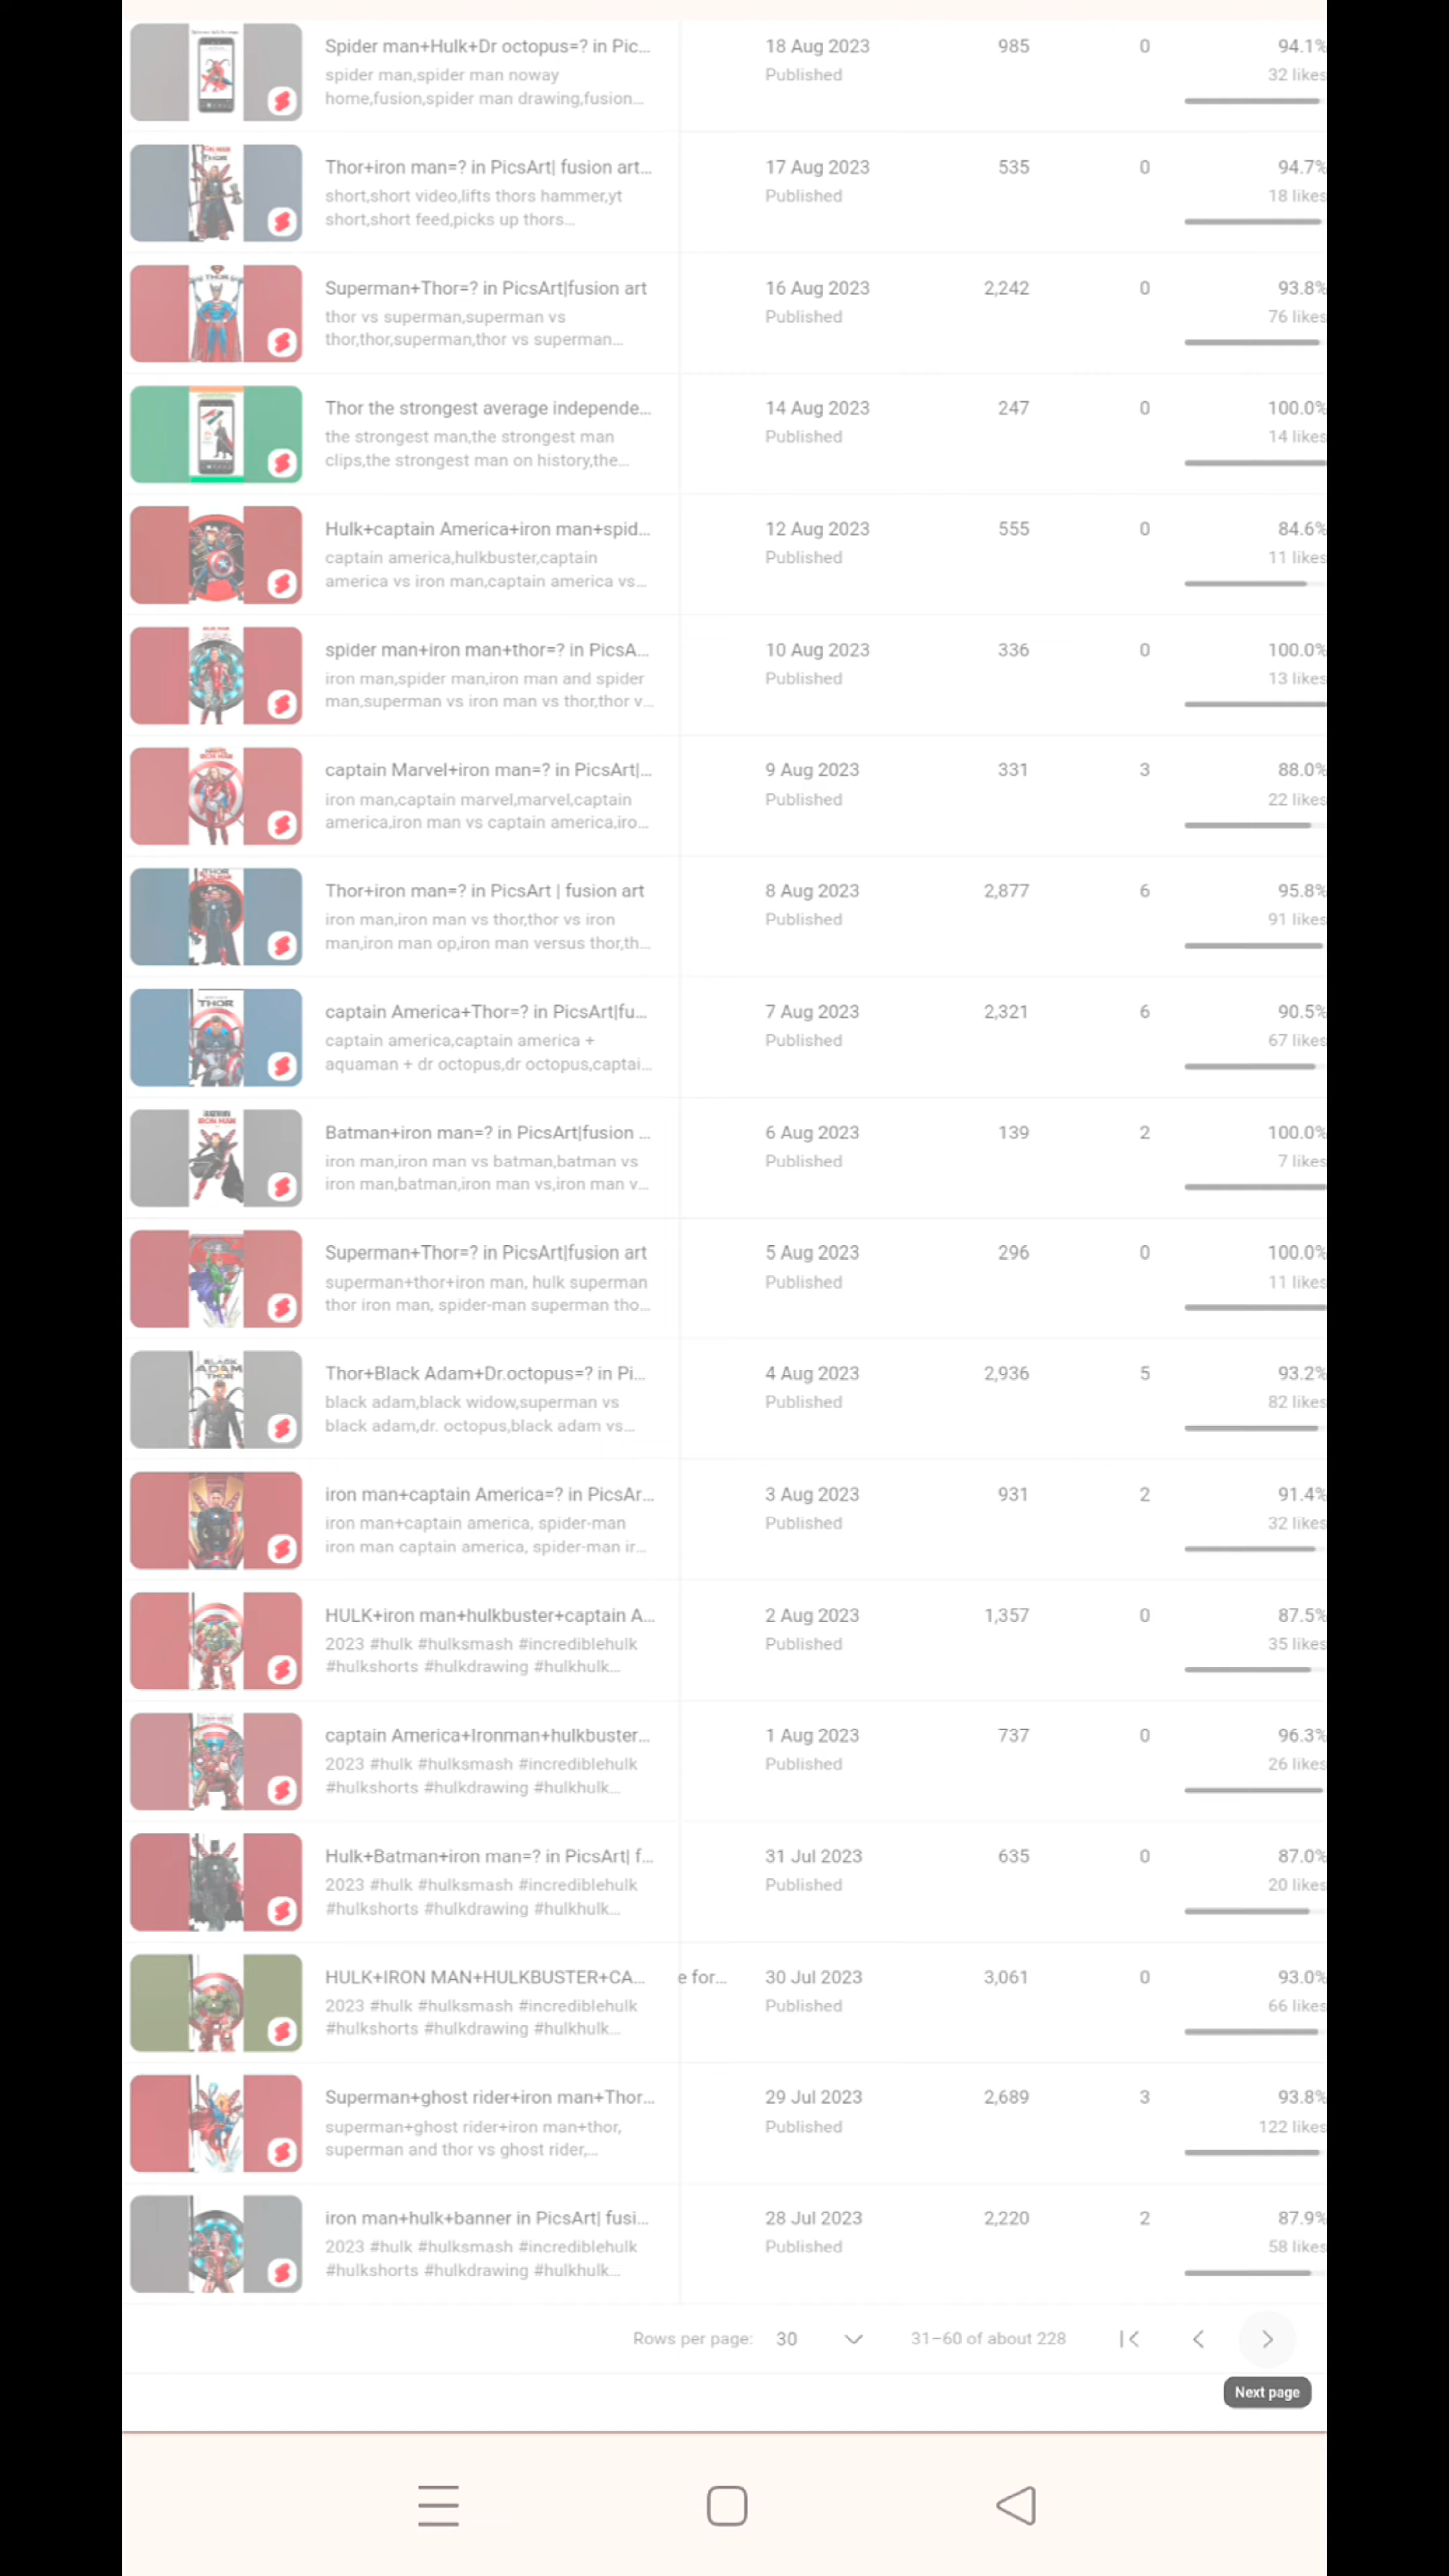 Spider man+Hulk+Dr octopus=? in Pic... 18 Aug 2023 985 0 94.1%
spider man,spider man noway Published 32 likes
home,fusion,spider man drawing,fusion...
Thor+iron man=? in PicsArt| fusion art... 17 Aug 2023 535 0 94.7%
short,short video,lifts thors hammer,yt Published 18 likes
short,short feed,picks up thors...
Superman+Thor=? in PicsArt|fusion art 16 Aug 2023 2,242 0 93.8%
thor vs superman,superman vs Published 76 likes
thor,thor,superman,thor vs superman...
Thor the strongest average independe... 14 Aug 2023 247 0 100.0%
the strongest man,the strongest man Published 14 likes
clips,the strongest man on history,the...
Hulk+captain America+iron man+spid... 12 Aug 2023 555 0 84.6%
captain america,hulkbuster,captain Published 11 likes
america vs iron man,captain america vs...
spider man+iron man+thor=? in PicsA... 10 Aug 2023 336 0 100.0%
iron man,spider man,iron man and spider Published 13 likes
man,superman vs iron man vs thor,thor v...
captain Marvel+iron man=? in PicsArt|... 9 Aug 2023 331 3 88.0%
iron man,captain marvel,marvel,captain Published 22 likes
america,iron man vs captain america,iro...
Thor+iron man=? in PicsArt | fusion art 8 Aug 2023 2,877 6 95.8%
iron man,iron man vs thor,thor vs iron Published 91 likes
man,iron man op,iron man versus thor,th...
THOR
captain America+Thor=? in PicsArt|fu... 7 Aug 2023 2,321 6 90.5%
captain america,captain america + Published 67 likes
aquaman + dr octopus,dr octopus,captai...
IRON MAN
Batman+iron man=? in PicsArt|fusion ... 6 Aug 2023 139 2 100.0%
iron man,iron man vs batman,batman vs Published 7 likes
iron man,batman,iron man vs,iron man v...
Superman+Thor=? in PicsArt|fusion art 5 Aug 2023 296 0 100.0%
superman+thor+iron man, hulk superman Published 11 likes
thor iron man, spider-man superman tho...
BLACK
ADAM
THOR
Thor+Black Adam+Dr.octopus=? in Pi... 4 Aug 2023 2,936 5 93.2%
black adam,black widow,superman vs Published 82 likes
black adam,dr. octopus,black adam vs...
iron man+captain America=? in PicsAr... 3 Aug 2023 931 2 91.4%
iron man+captain america, spider-man Published 32 likes
iron man captain america, spider-man ir...
HULK+iron man+hulkbuster+captain A... 2 Aug 2023 1,357 0 87.5%
2023 #hulk #hulksmash #incrediblehulk Published 35 likes
#hulkshorts #hulkdrawing #hulkhulk...
captain America+Ironman+hulkbuster... 1 Aug 2023 737 0 96.3%
2023 #hulk #hulksmash #incrediblehulk Published 26 likes
#hulkshorts #hulkdrawing #hulkhulk...
Hulk+Batman+iron man=? in PicsArt| f... 31 Jul 2023 635 0 87.0%
2023 #hulk #hulksmash #incrediblehulk Published 20 likes
#hulkshorts #hulkdrawing #hulkhulk...
HULK+IRON MAN+HULKBUSTER+CA... e for... 30 Jul 2023 3,061 0 93.0%
2023 #hulk #hulksmash #incrediblehulk Published 66 likes
#hulkshorts #hulkdrawing #hulkhulk...
Superman+ghost rider+iron man+Thor... 29 Jul 2023 2,689 3 93.8%
superman+ghost rider+iron man+thor, Published 122 likes
superman and thor vs ghost rider,...
iron man+hulk+banner in PicsArt| fusi... 28 Jul 2023 2,220 2 87.9%
2023 #hulk #hulksmash #incrediblehulk Published 58 likes
#hulkshorts #hulkdrawing #hulkhulk...
Rows per page: 30 31–60 of about 228
Next page